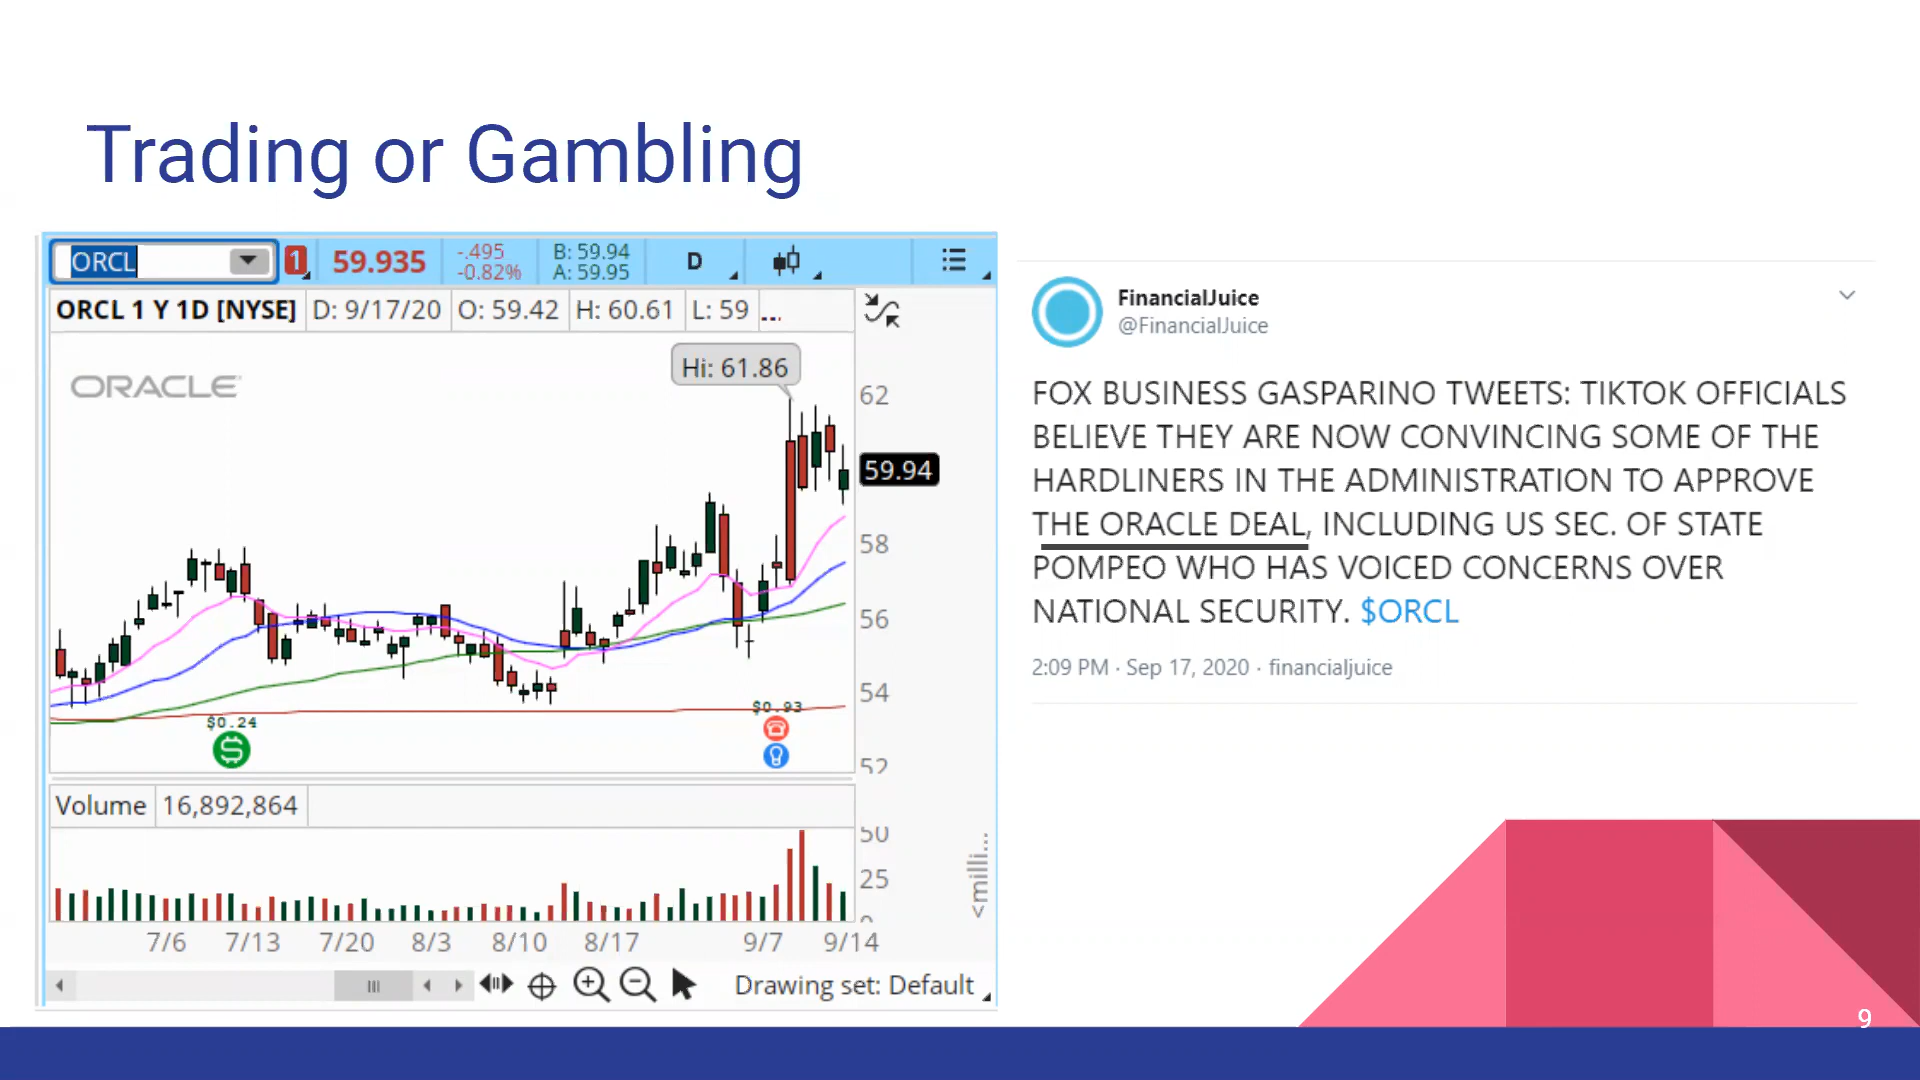 Trading or Gambling
ORCL 1 59.935 -.495 -0.82% B: 59.94 A: 59.95 D
ORCL 1 Y 1D [NYSE] D: 9/17/20 O: 59.42 H: 60.61 L: 59 ...
Hi: 61.86
ORACLE
62
59.94
58
56
54
$0.24
$0.93
52
Volume 16,892,864
50
25
0
<milli...
7/6 7/13 7/20 8/3 8/10 8/17 9/7 9/14
Drawing set: Default
FinancialJuice
@FinancialJuice
FOX BUSINESS GASPARINO TWEETS: TIKTOK OFFICIALS
BELIEVE THEY ARE NOW CONVINCING SOME OF THE
HARDLINERS IN THE ADMINISTRATION TO APPROVE
THE ORACLE DEAL, INCLUDING US SEC. OF STATE
POMPEO WHO HAS VOICED CONCERNS OVER
NATIONAL SECURITY. $ORCL
2:09 PM · Sep 17, 2020 · financialjuice
9